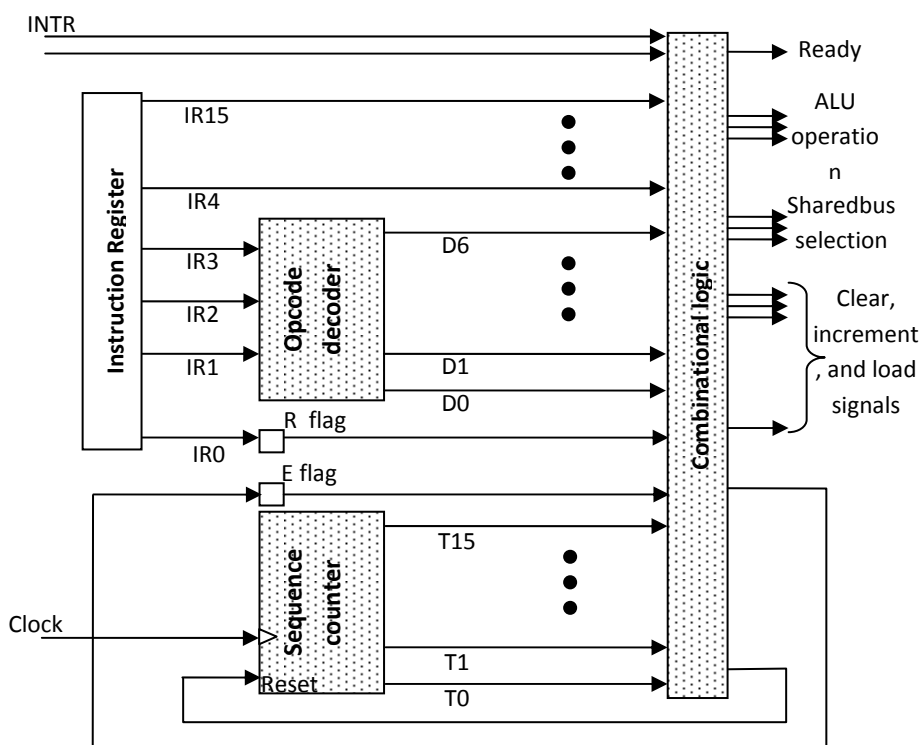 INTR
Ready
IR15
ALU
operatio
n
IR4
Sharedbus
selection
Instruction Register
IR3
IR2
IR1
Opcode
decoder
D6
D1
D0
Combinational logic
Clear,
increment
, and load
signals
R flag
IR0
E flag
T15
Sequence
counter
Clock
T1
Reset
T0